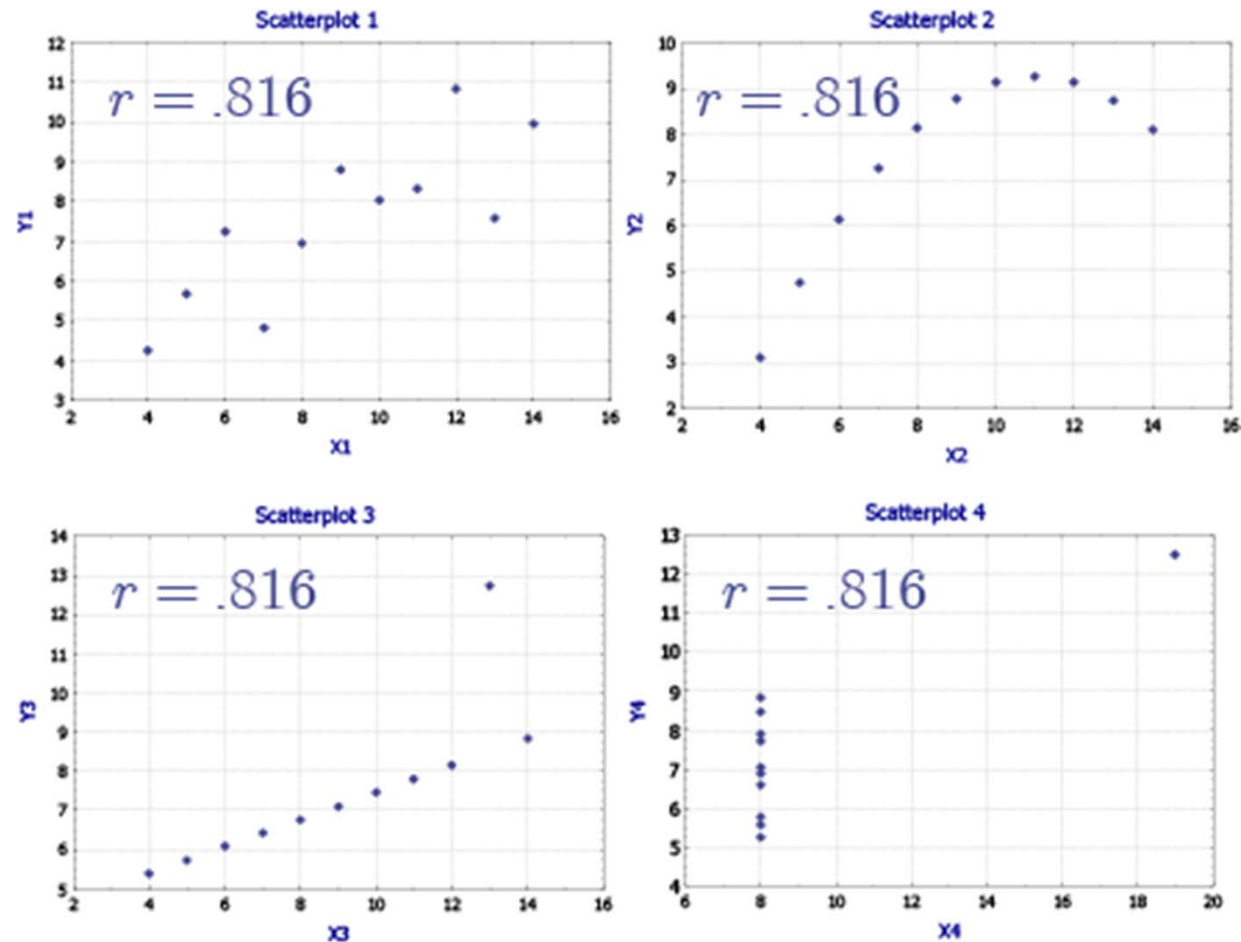 Scatterplot 1
r = .816
12
11
10
9
8
7
6
5
4
3
Y1
2 4 6 8 10 12 14 16
X1
Scatterplot 2
r = .816
10
9
8
7
6
5
4
3
2
Y2
2 4 6 8 10 12 14 16
X2
Scatterplot 3
r = .816
14
13
12
11
10
9
8
7
6
5
Y3
2 4 6 8 10 12 14 16
X3
Scatterplot 4
r = .816
13
12
11
10
9
8
7
6
5
4
Y4
6 8 10 12 14 16 18 20
X4